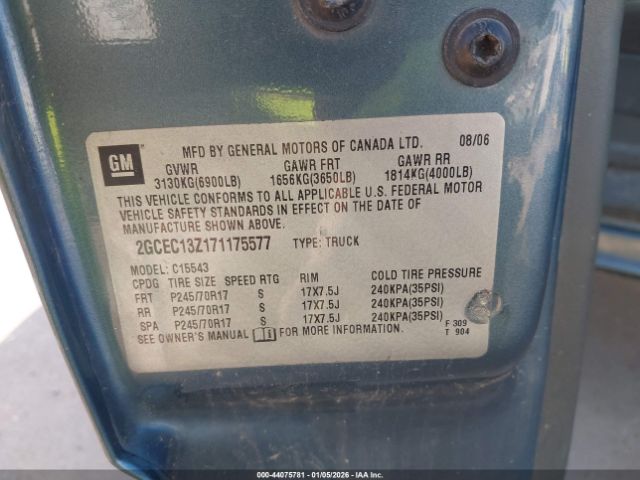 GM
MFD BY GENERAL MOTORS OF CANADA LTD. 08/06
GVWR GAWR FRT GAWR RR
3130KG(6900LB) 1656KG(3650LB) 1814KG(4000LB)
THIS VEHICLE CONFORMS TO ALL APPLICABLE U.S. FEDERAL MOTOR
VEHICLE SAFETY STANDARDS IN EFFECT ON THE DATE OF
MANUFACTURE SHOWN ABOVE.
2GCEC13Z171175577 TYPE: TRUCK
MODEL: C15543
CPDG TIRE SIZE SPEED RTG RIM COLD TIRE PRESSURE
FRT P245/70R17 S 17X7.5J 240KPA(35PSI)
RR P245/70R17 S 17X7.5J 240KPA(35PSI)
SPA P245/70R17 S 17X7.5J 240KPA(35PSI)
SEE OWNER'S MANUAL FOR MORE INFORMATION.
F 309
T 904
000-44075781 - 01/05/2026 - IAA Inc.